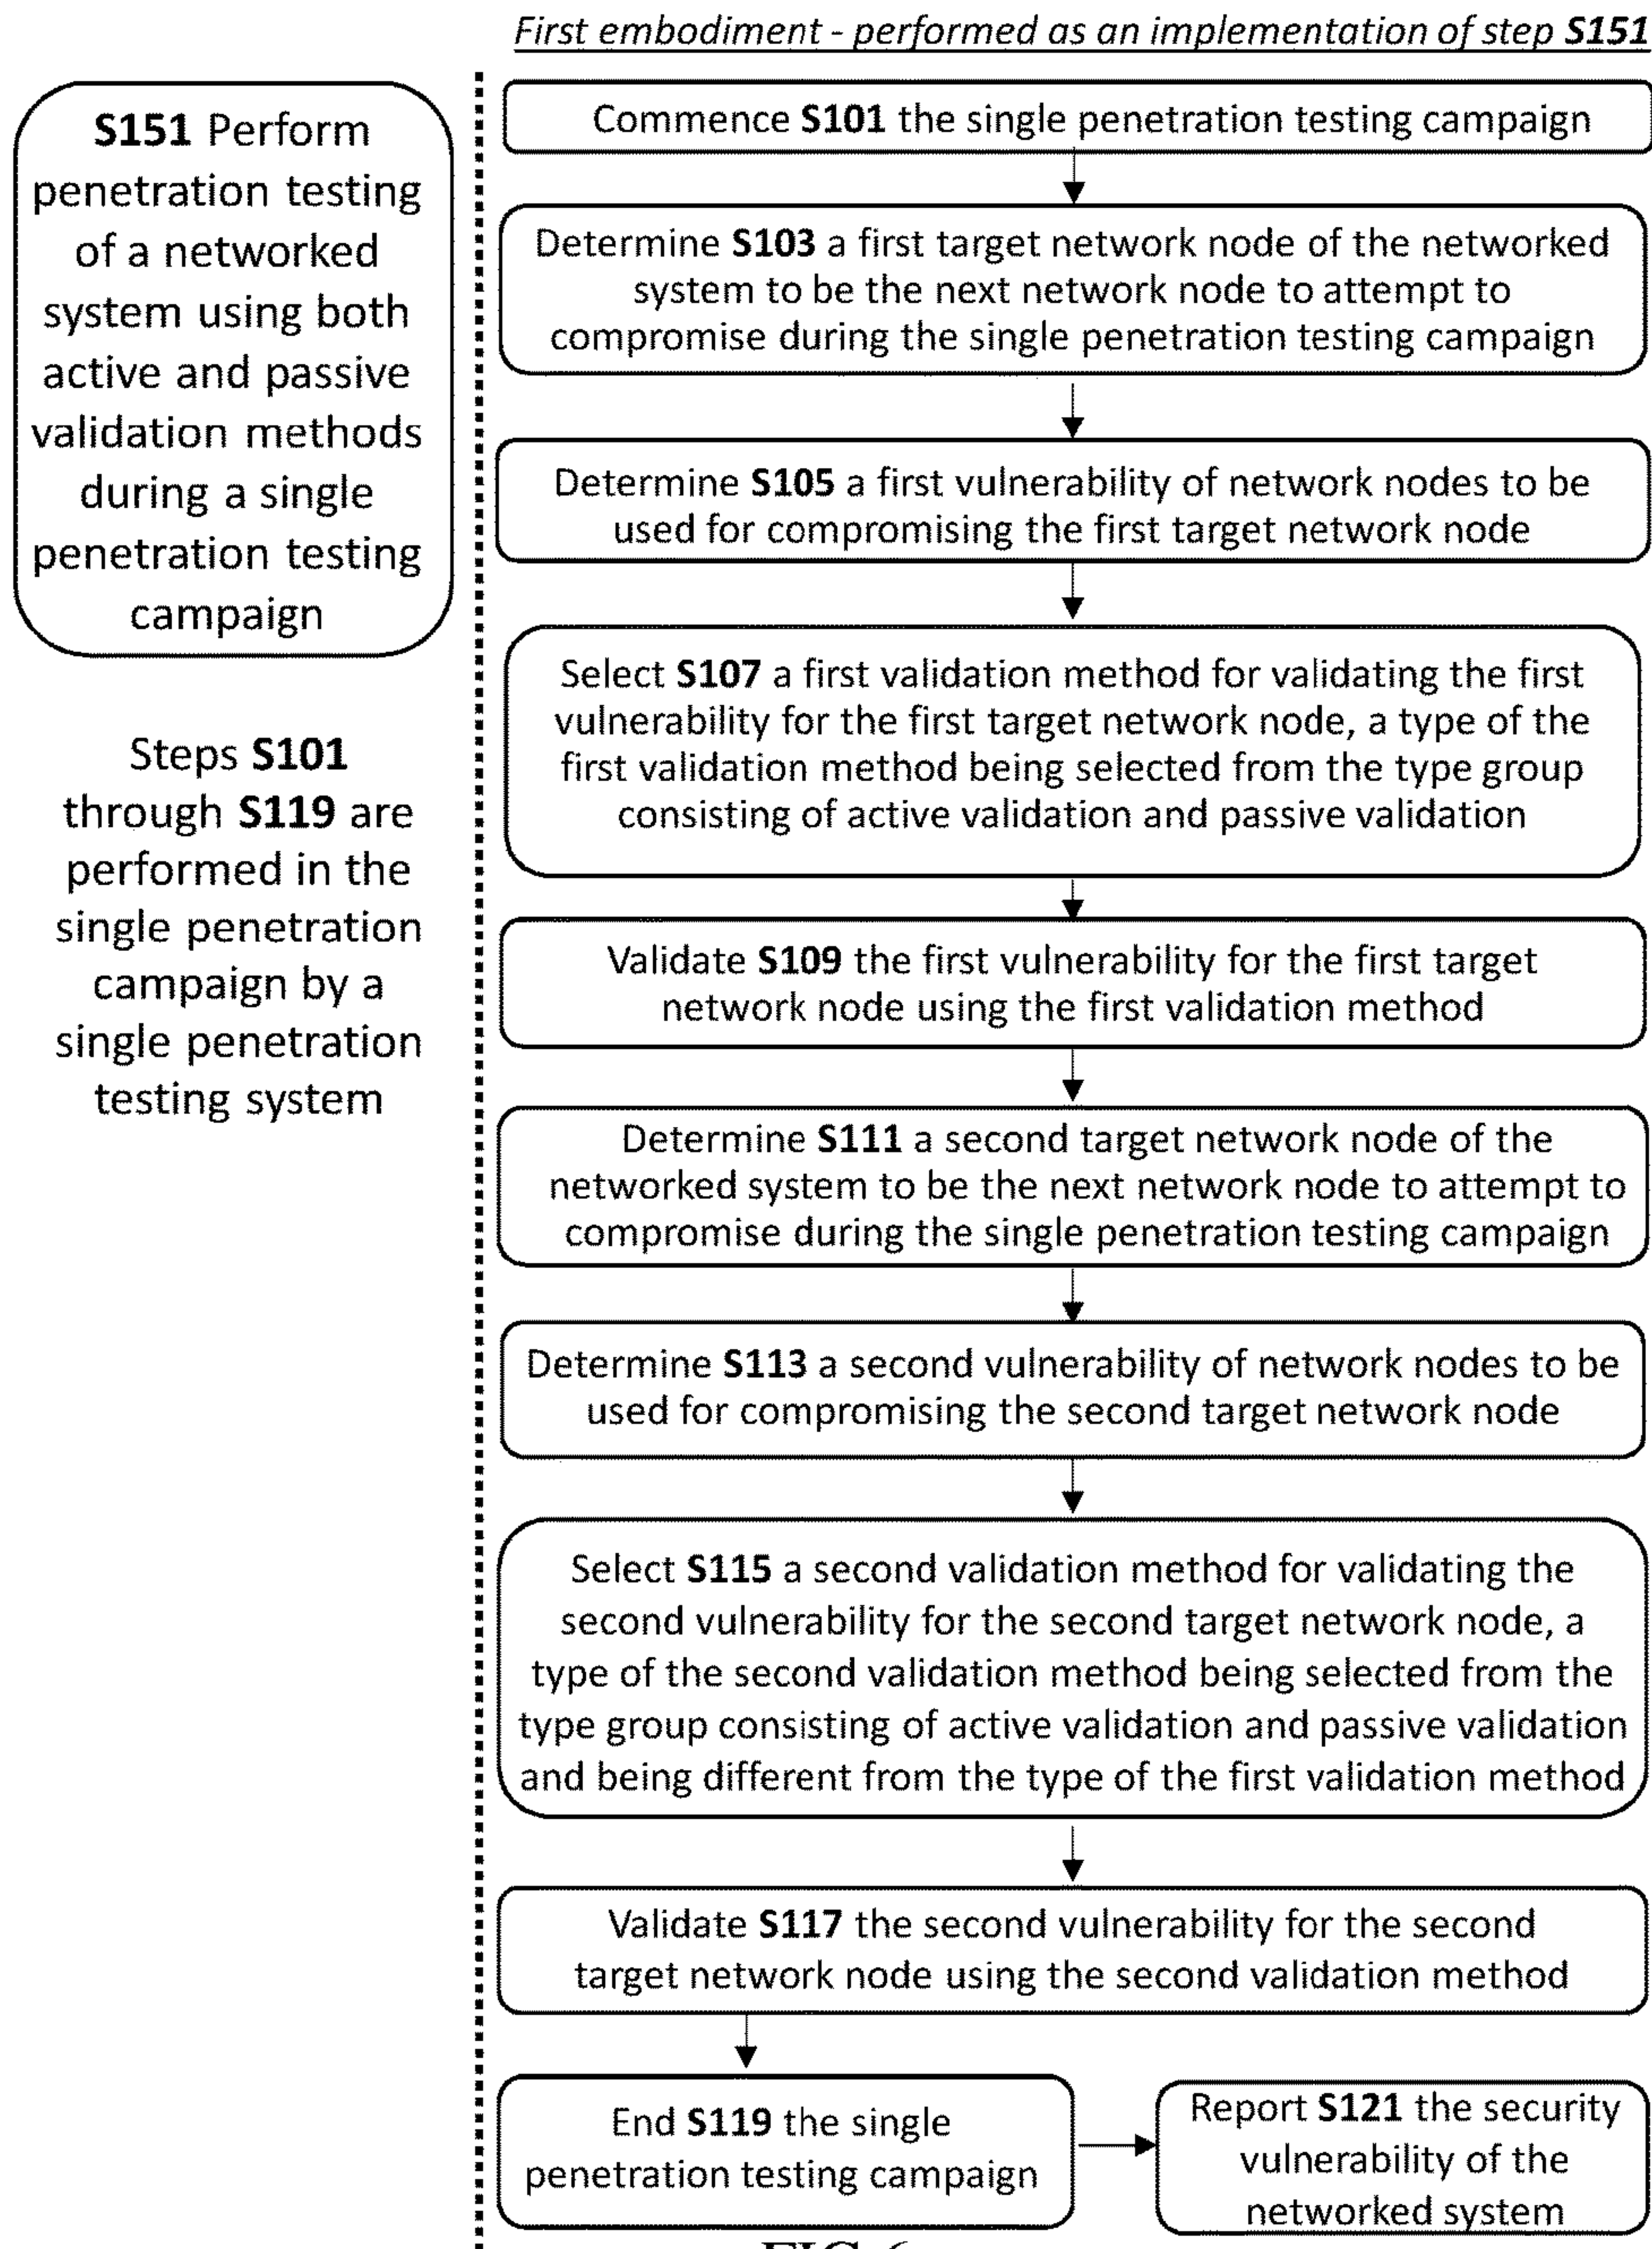 First embodiment - performed as an implementation of step S151
S151 Perform
penetration testing
of a networked
system using both
active and passive
validation methods
during a single
penetration testing
campaign
Steps S101
through S119 are
performed in the
single penetration
campaign by a
single penetration
testing system
Commence S101 the single penetration testing campaign
Determine S103 a first target network node of the networked
system to be the next network node to attempt to
compromise during the single penetration testing campaign
Determine S105 a first vulnerability of network nodes to be
used for compromising the first target network node
Select S107 a first validation method for validating the first
vulnerability for the first target network node, a type of the
first validation method being selected from the type group
consisting of active validation and passive validation
Validate S109 the first vulnerability for the first target
network node using the first validation method
Determine S111 a second target network node of the
networked system to be the next network node to attempt to
compromise during the single penetration testing campaign
Determine S113 a second vulnerability of network nodes to be
used for compromising the second target network node
Select S115 a second validation method for validating the
second vulnerability for the second target network node, a
type of the second validation method being selected from the
type group consisting of active validation and passive validation
and being different from the type of the first validation method
Validate S117 the second vulnerability for the second
target network node using the second validation method
End S119 the single
penetration testing campaign
Report S121 the security
vulnerability of the
networked system